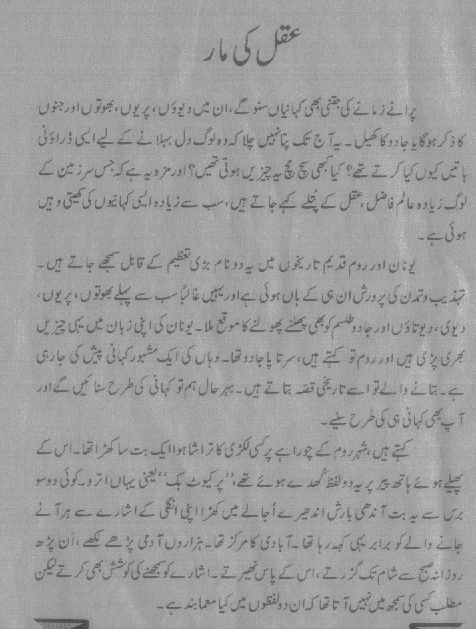 عقل کی مار
پرانے زمانے کی جتنی بھی کہانیاں سنو گے، ان میں دیوؤں، پریوں، بھوتوں اور جنوں
کا ذکر ہوگا یا جادو کا کھیل۔ یہ آج تک پتا نہیں چلا کہ وہ لوگ دل بہلانے کے لیے ایسی ڈراؤنی
باتیں کیوں کیا کرتے تھے؟ کیا کبھی سچ مچ یہ چیزیں ہوتی تھیں؟ اور مزہ یہ ہے کہ جس سرزمین کے
لوگ زیادہ عالم فاضل، عقل کے پتلے کہے جاتے ہیں، سب سے زیادہ ایسی کہانیوں کی کھیتی وہیں
ہوئی ہے۔
یونان اور روم قدیم تاریخوں میں یہ دو نام بڑی تعظیم کے قابل سمجھے جاتے ہیں۔
تہذیب و تمدن کی پرورش ان ہی کے ہاں ہوئی ہے اور یہیں غالباً سب سے پہلے بھوتوں، پریوں،
دیوی، دیوتاؤں اور جادو طلسم کو بھی پھلنے پھولنے کا موقع ملا۔ یونان کی اپنی زبان میں یہی چیزیں
بھری پڑی ہیں اور روم تو کہتے ہیں، سرتاپا جادو تھا۔ وہاں کی ایک مشہور کہانی پیش کی جا رہی
ہے۔ بتانے والے تو اسے تاریخی قصہ بتاتے ہیں۔ بہرحال ہم تو کہانی کی طرح سنائیں گے اور
آپ بھی کہانی ہی کی طرح سنیے۔
کہتے ہیں، شہر روم کے چوراہے پر کسی لکڑی کا تراشا ہوا ایک بت سا کھڑا تھا۔ اس کے
پھیلے ہوئے ہاتھ پیر پر یہ دو لفظ کھدے ہوئے تھے، ”پرکیوٹ بک“ یعنی یہاں اترو۔ کوئی دو سو
برس سے یہ بت آندھی بارش اندھیرے اُجالے میں کھڑا اپنی انگلی کے اشارے سے ہر آنے
جانے والے کو برابر یہی کہہ رہا تھا۔ آبادی کا مرکز تھا۔ ہزاروں آدمی پڑھے لکھے، اَن پڑھ
روزانہ صبح سے شام تک گزرتے، اس کے پاس ٹھیرتے۔ اشارے کو سمجھنے کی کوشش بھی کرتے لیکن
مطلب کسی کی سمجھ میں نہیں آتا تھا کہ ان دو لفظوں میں کیا معما بند ہے۔